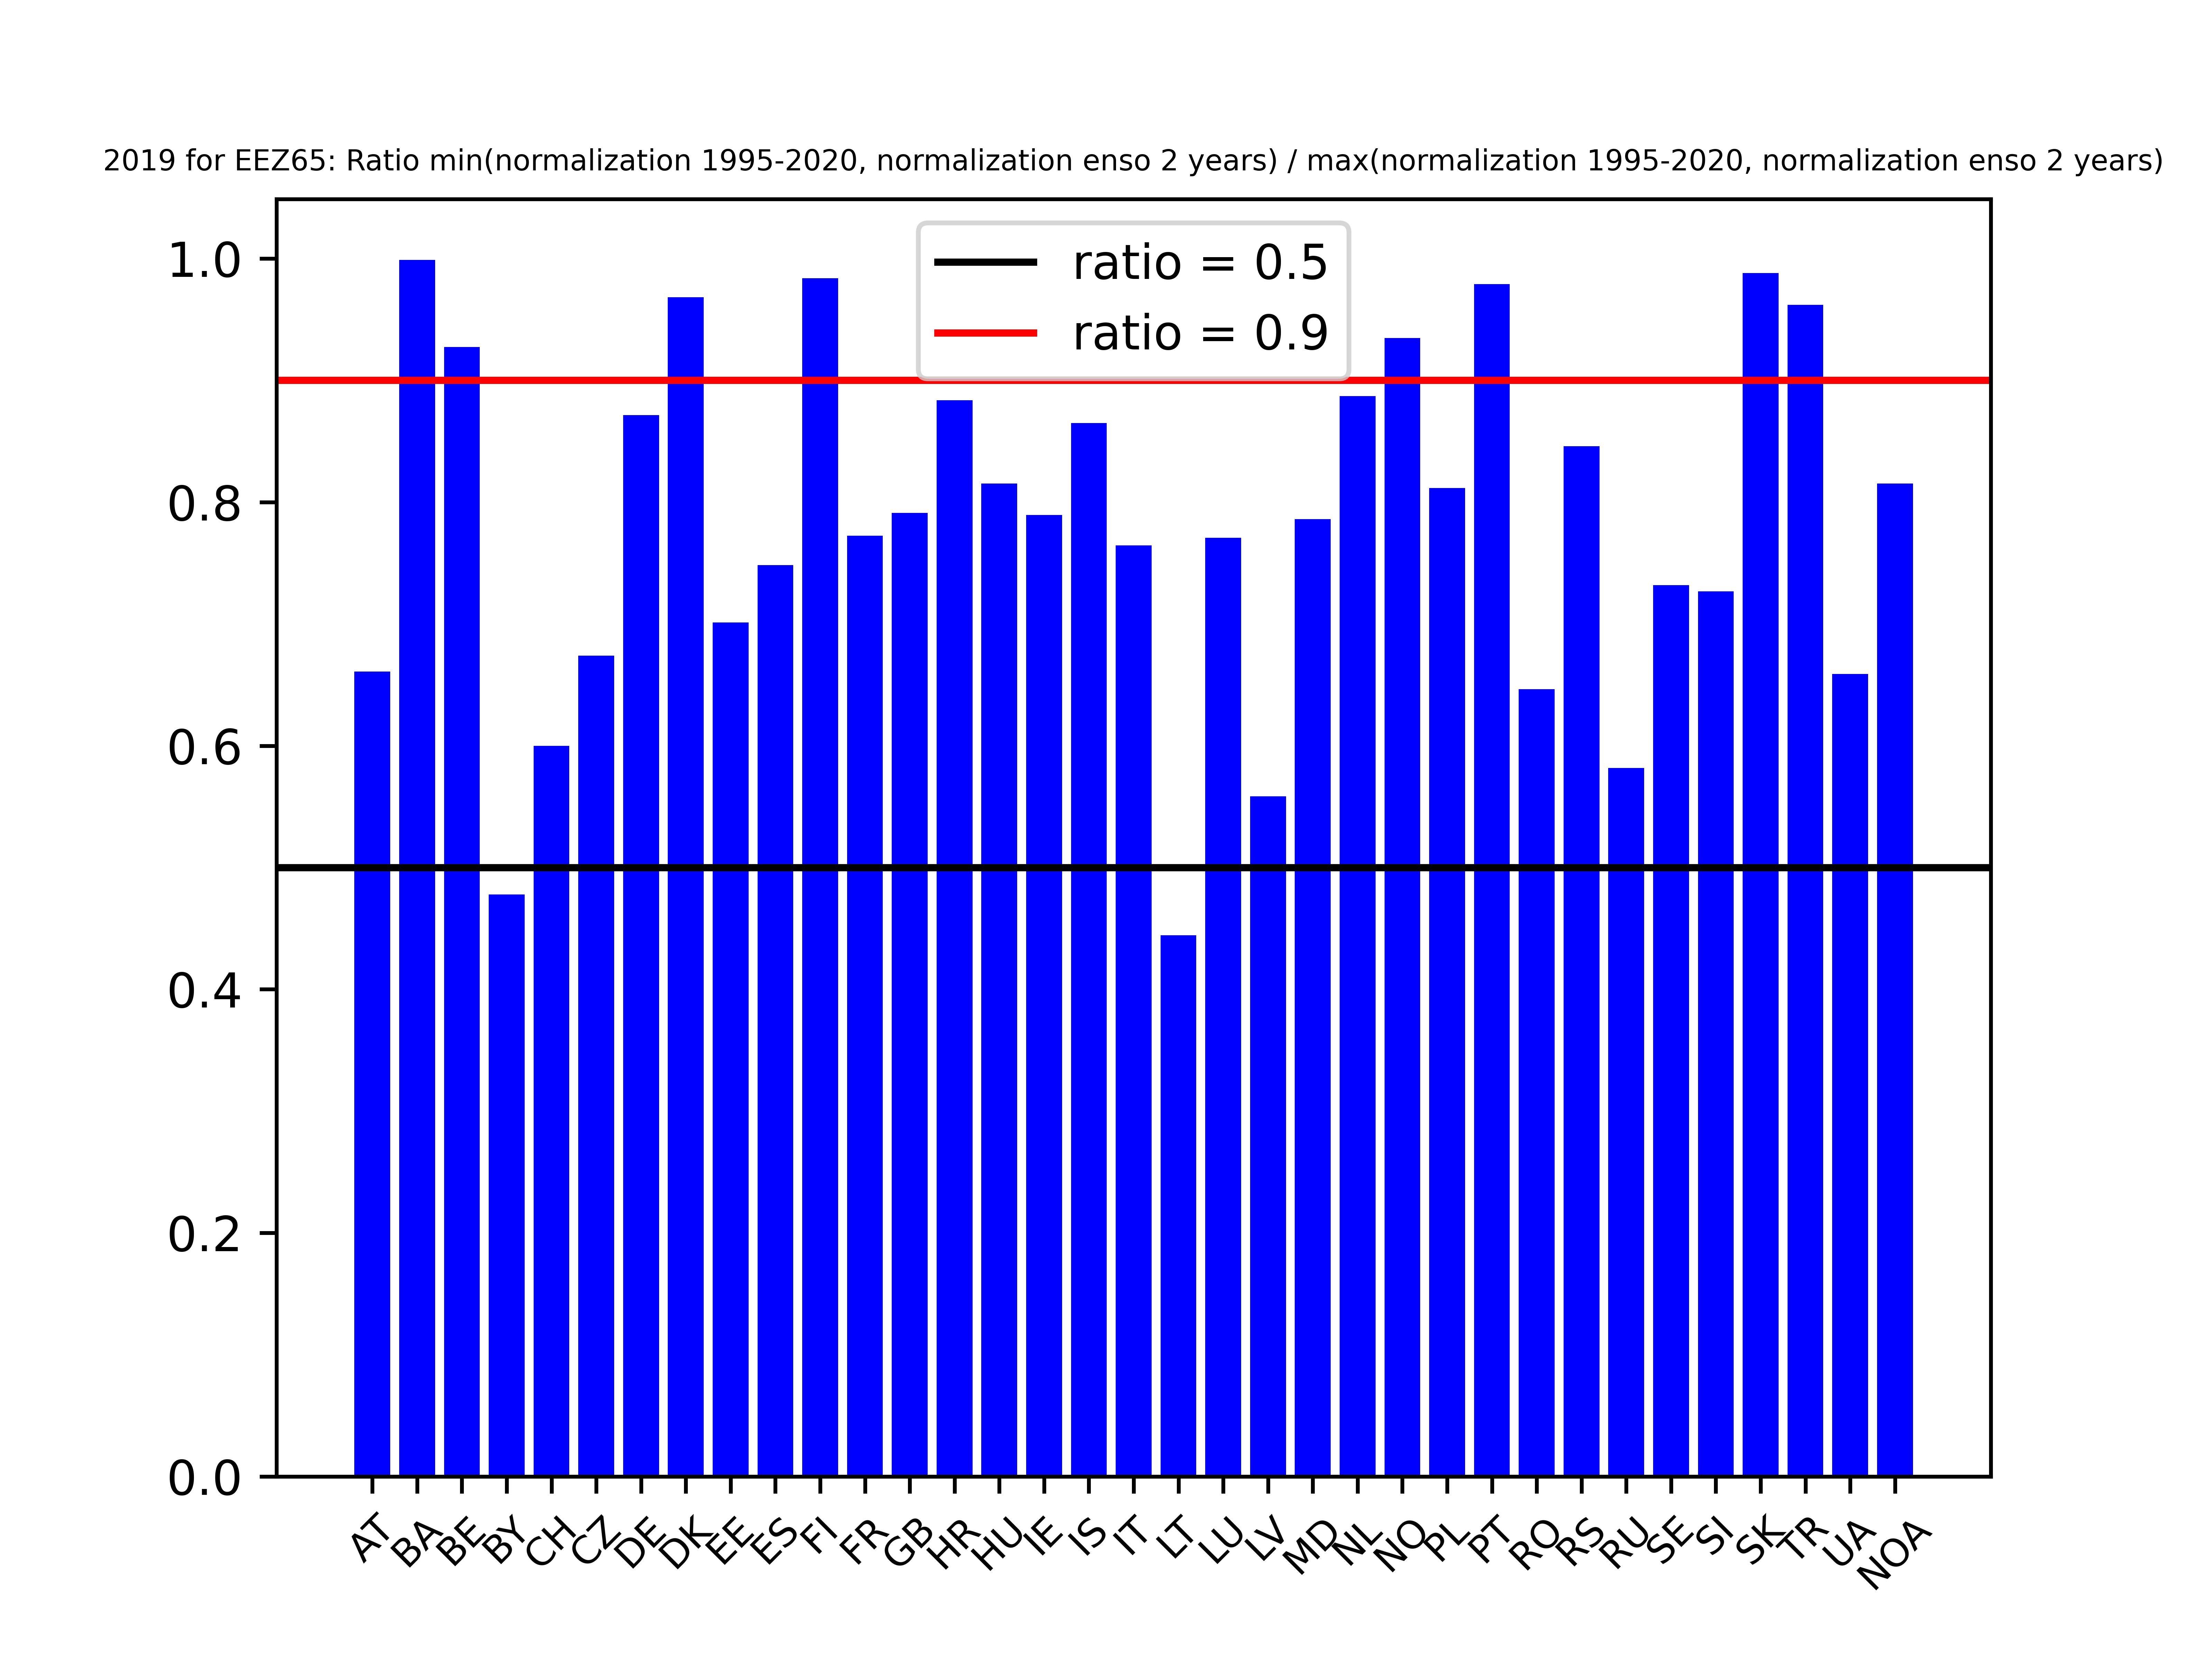 2019 for EEZ65: Ratio min(normalization 1995-2020, normalization enso 2 years) / max(normalization 1995-2020, normalization enso 2 years)
ratio = 0.5
ratio = 0.9
1.0
0.8
0.6
0.4
0.2
0.0
AT BA BE BY CH CZ DE DK EE ES FI FR GB HR HU IE IS IT LT LU LV MD NL NO PL PT RO RS RU SE SI SK TR UA NOA